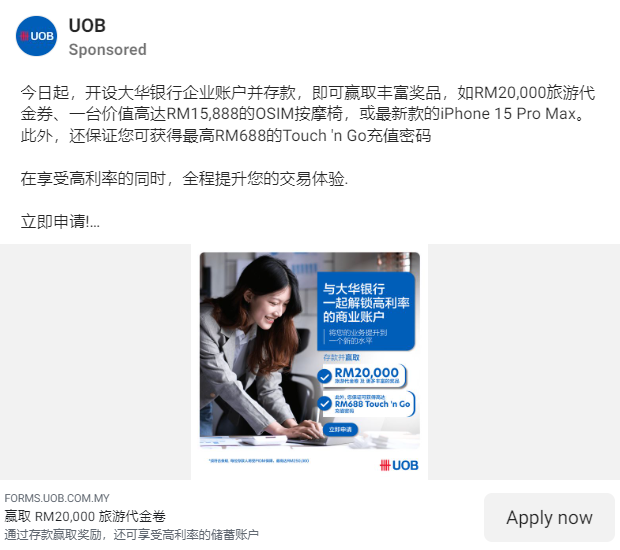 UOB
UOB
Sponsored
今日起，开设大华银行企业账户并存款，即可赢取丰富奖品，如RM20,000旅游代
金券、一台价值高达RM15,888的OSIM按摩椅，或最新款的iPhone 15 Pro Max。
此外，还保证您可获得最高RM688的Touch 'n Go充值密码
在享受高利率的同时，全程提升您的交易体验.
立即申请!...
与大华银行
一起解锁高利率
的商业账户
将您的业务提升到
一个新的水平
存款并赢取
RM20,000
旅游代金卷 及 更多丰富的奖品
此外, 您保证可获得高达
RM688 Touch 'n Go
充值密码
立即申请
UOB
FORMS.UOB.COM.MY
赢取 RM20,000 旅游代金卷
通过存款赢取奖励，还可享受高利率的储蓄账户
Apply now